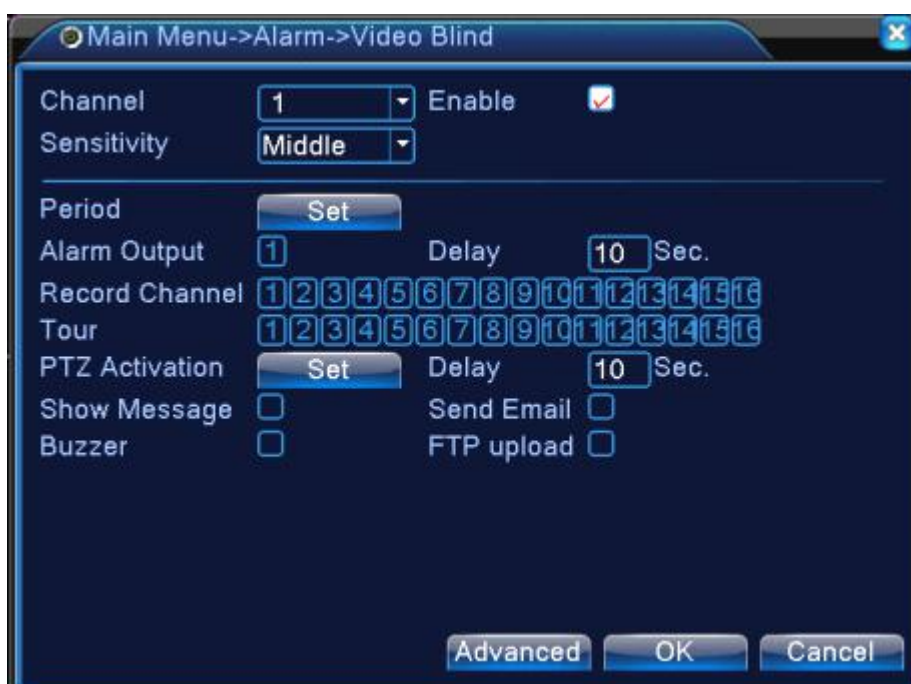 Main Menu->Alarm->Video Blind
Channel 1 Enable
Sensitivity Middle
Period Set
Alarm Output 1 Delay 10 Sec.
Record Channel 1 2 3 4 5 6 7 8 9 10 11 12 13 14 15 16
Tour 1 2 3 4 5 6 7 8 9 10 11 12 13 14 15 16
PTZ Activation Set Delay 10 Sec.
Show Message Send Email
Buzzer FTP upload
Advanced OK Cancel